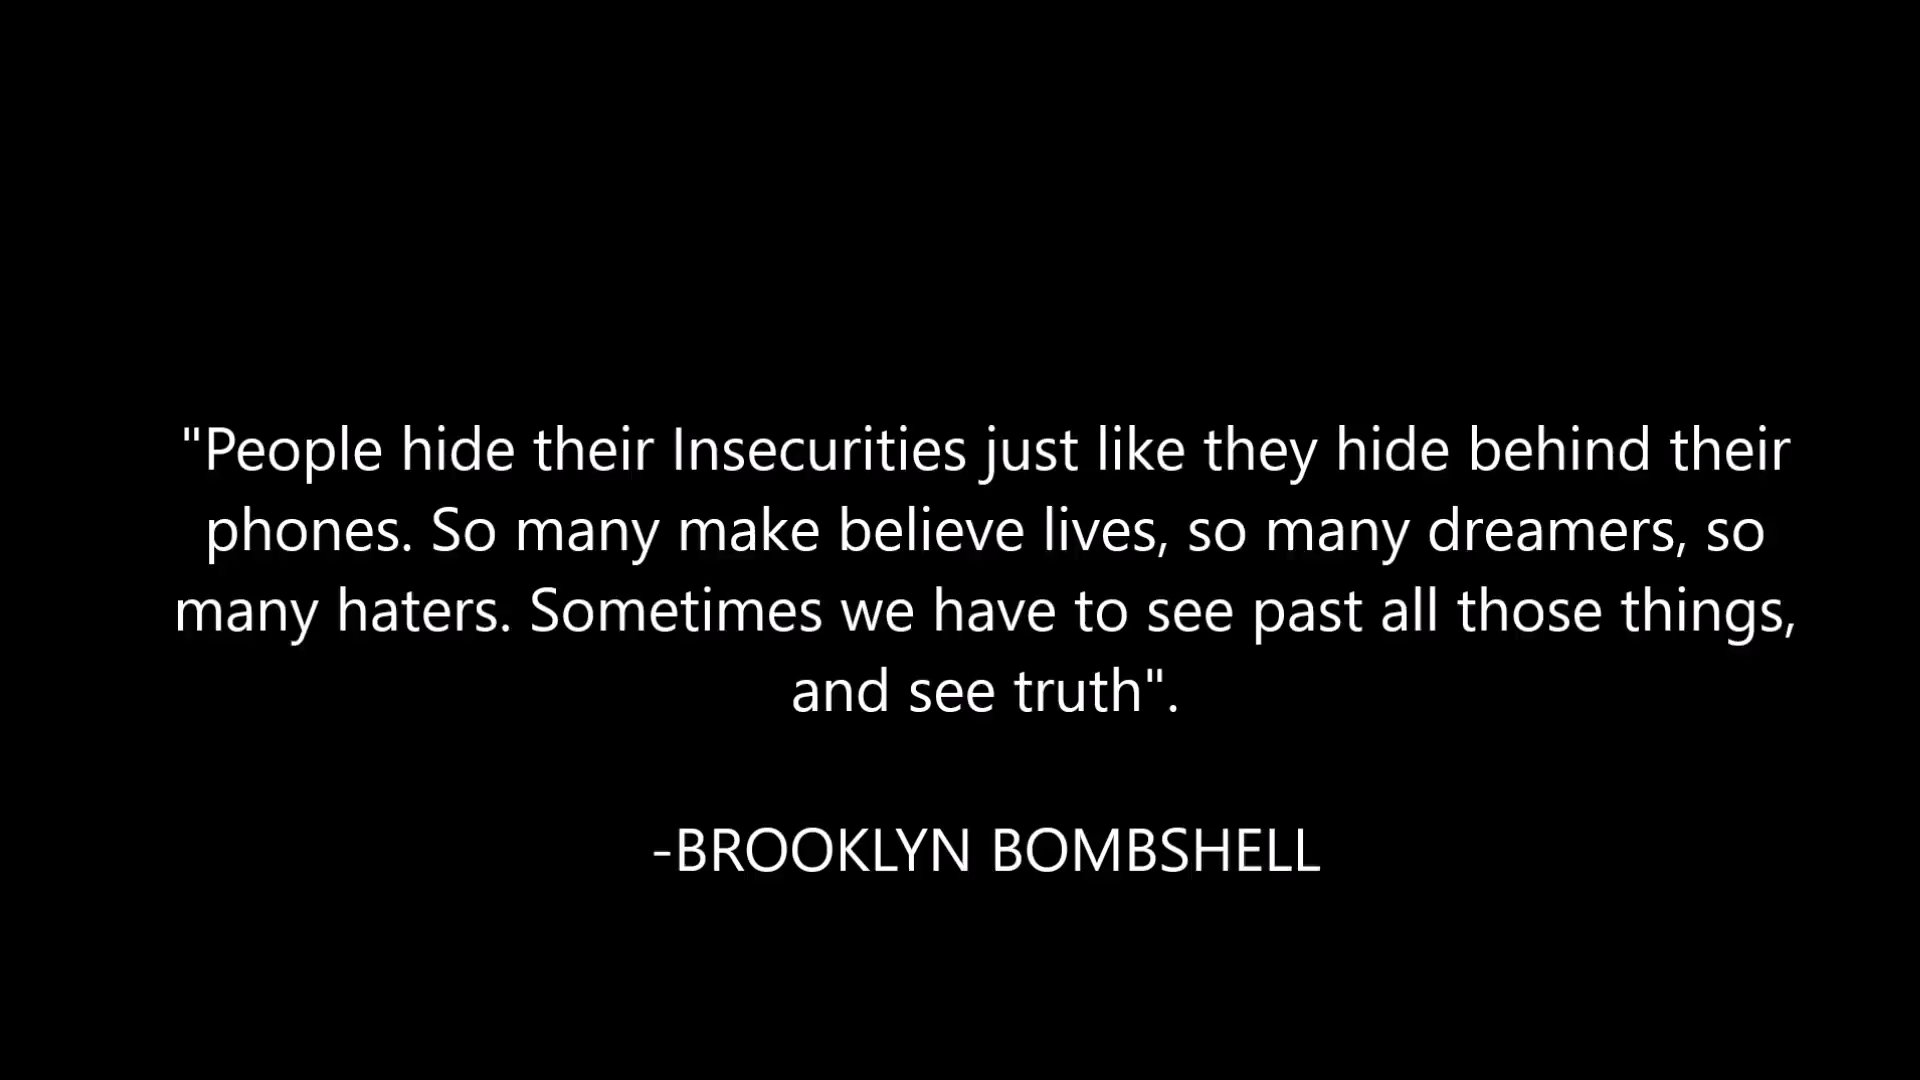 "People hide their Insecurities just like they hide behind their
phones. So many make believe lives, so many dreamers, so
many haters. Sometimes we have to see past all those things,
and see truth".
-BROOKLYN BOMBSHELL